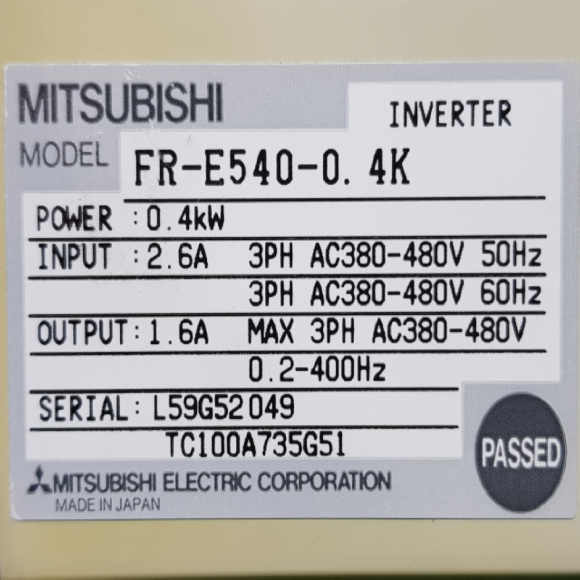 MITSUBISHI
INVERTER
MODEL FR-E540-0.4K
POWER : 0.4kW
INPUT : 2.6A 3PH AC380-480V 50Hz
3PH AC380-480V 60Hz
OUTPUT : 1.6A MAX 3PH AC380-480V
0.2-400Hz
SERIAL : L59G52049
TC100A735G51
PASSED
MITSUBISHI ELECTRIC CORPORATION
MADE IN JAPAN